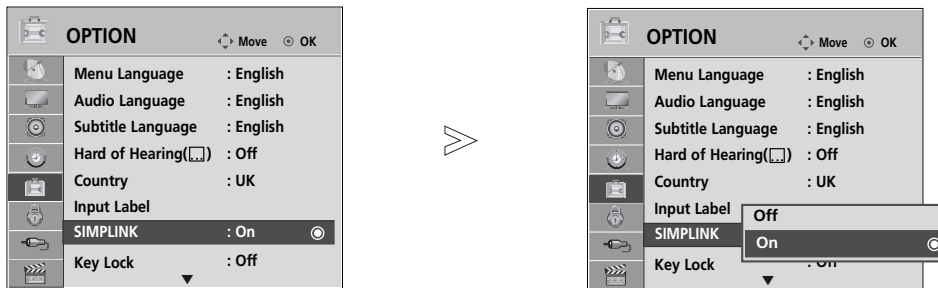 OPTION Move OK
Menu Language : English
Audio Language : English
Subtitle Language : English
Hard of Hearing( ) : Off
Country : UK
Input Label
SIMPLINK : On
Key Lock : Off
OPTION Move OK
Menu Language : English
Audio Language : English
Subtitle Language : English
Hard of Hearing( ) : Off
Country : UK
Input Label
SIMPLINK
Off
On
Key Lock